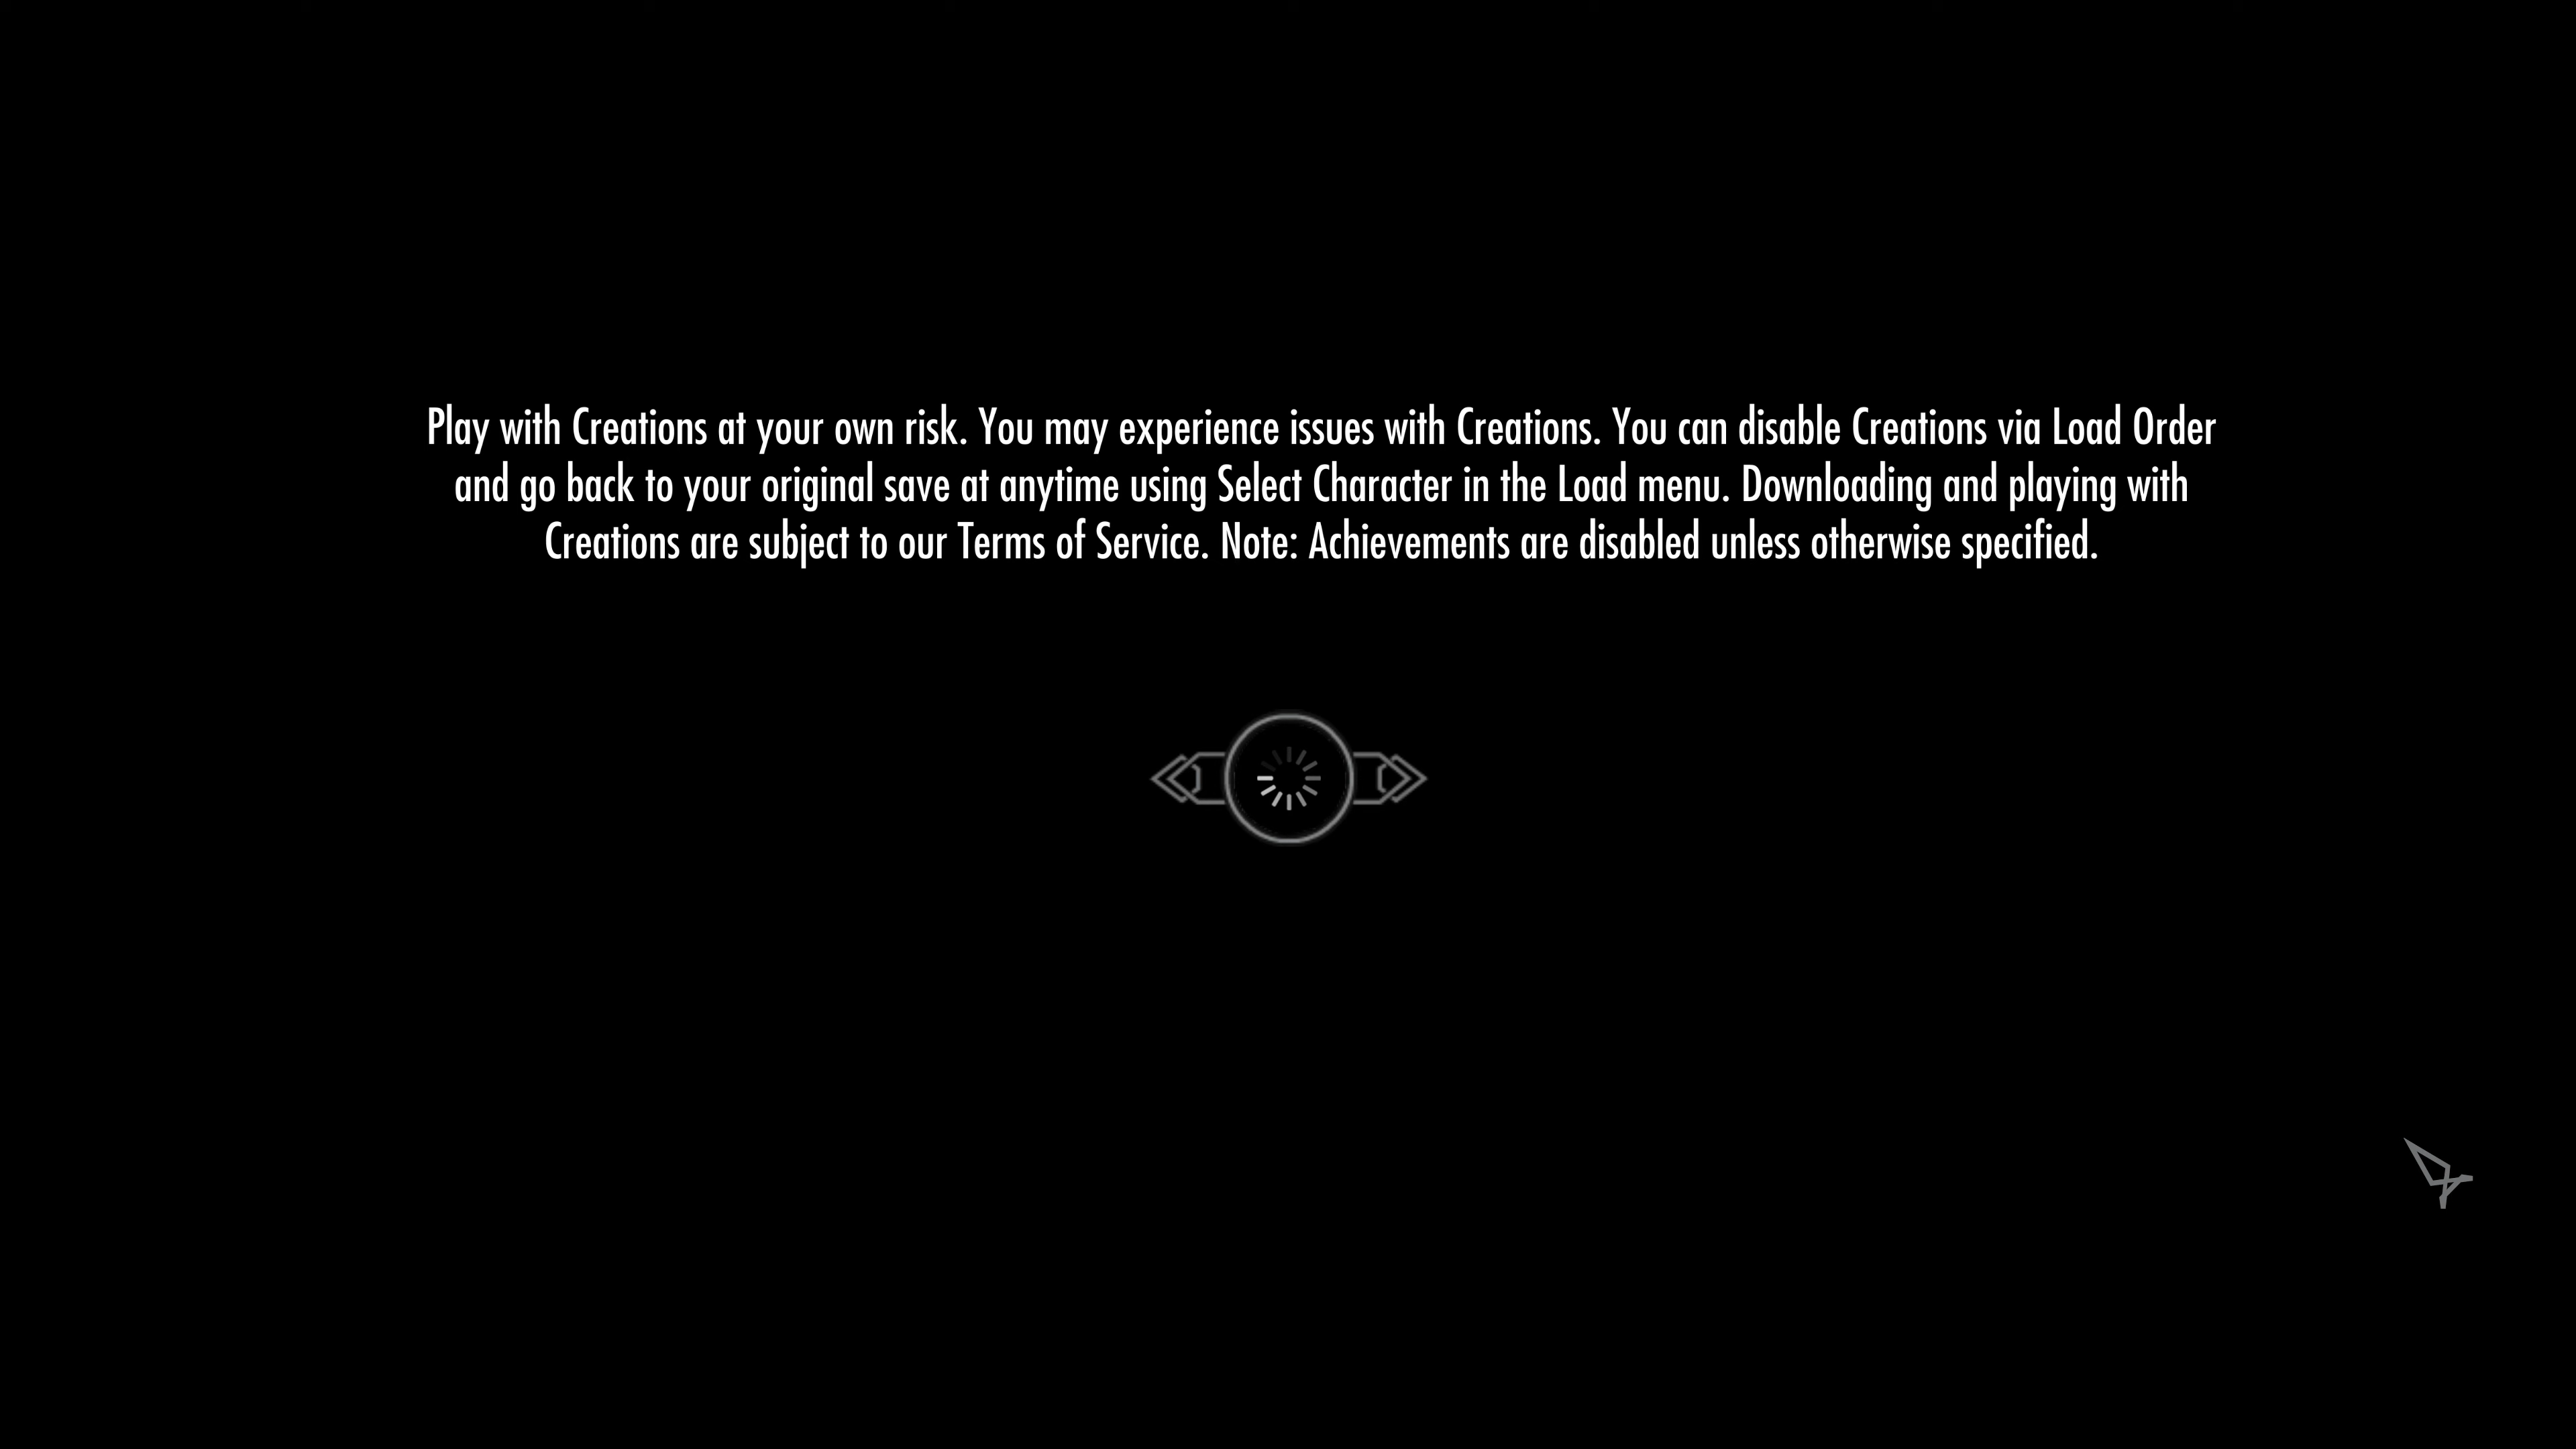 Play with Creations at your own risk. You may experience issues with Creations. You can disable Creations via Load Order
and go back to your original save at anytime using Select Character in the Load menu. Downloading and playing with
Creations are subject to our Terms of Service. Note: Achievements are disabled unless otherwise specified.